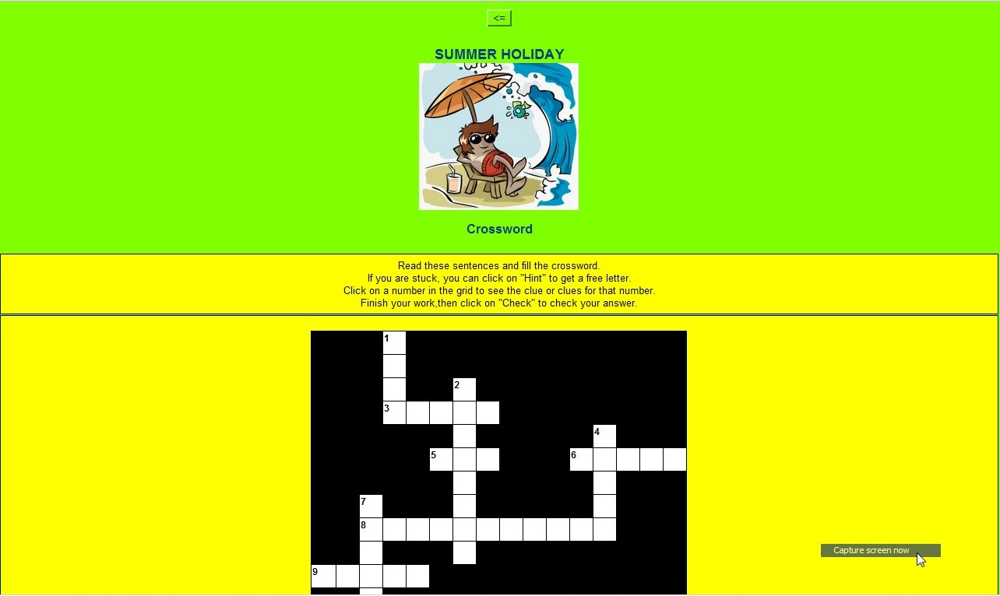 <=
SUMMER HOLIDAY
Crossword
Read these sentences and fill the crossword.
If you are stuck, you can click on "Hint" to get a free letter.
Click on a number in the grid to see the clue or clues for that number.
Finish your work,then click on "Check" to check your answer.
1
2
3
4
5
6
7
8
Capture screen now
9